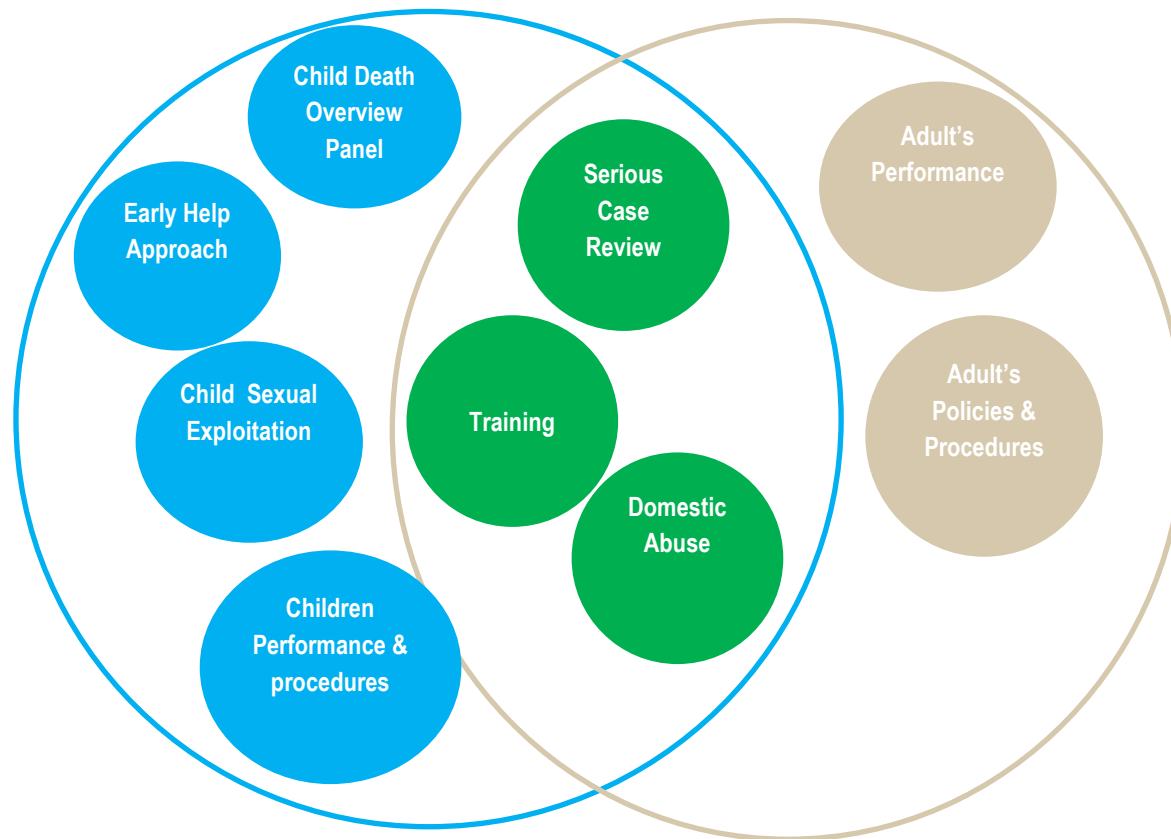 Child Death
Overview
Panel
Early Help
Approach
Child  Sexual
Exploitation
Children
Performance &
procedures
Serious
Case
Review
Training
Domestic
Abuse
Adult’s
Performance
Adult’s
Policies &
Procedures